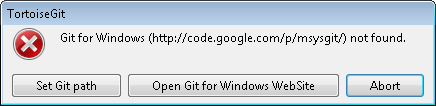 TortoiseGit
Git for Windows (http://code.google.com/p/msysgit/) not found.
Set Git path
Open Git for Windows WebSite
Abort